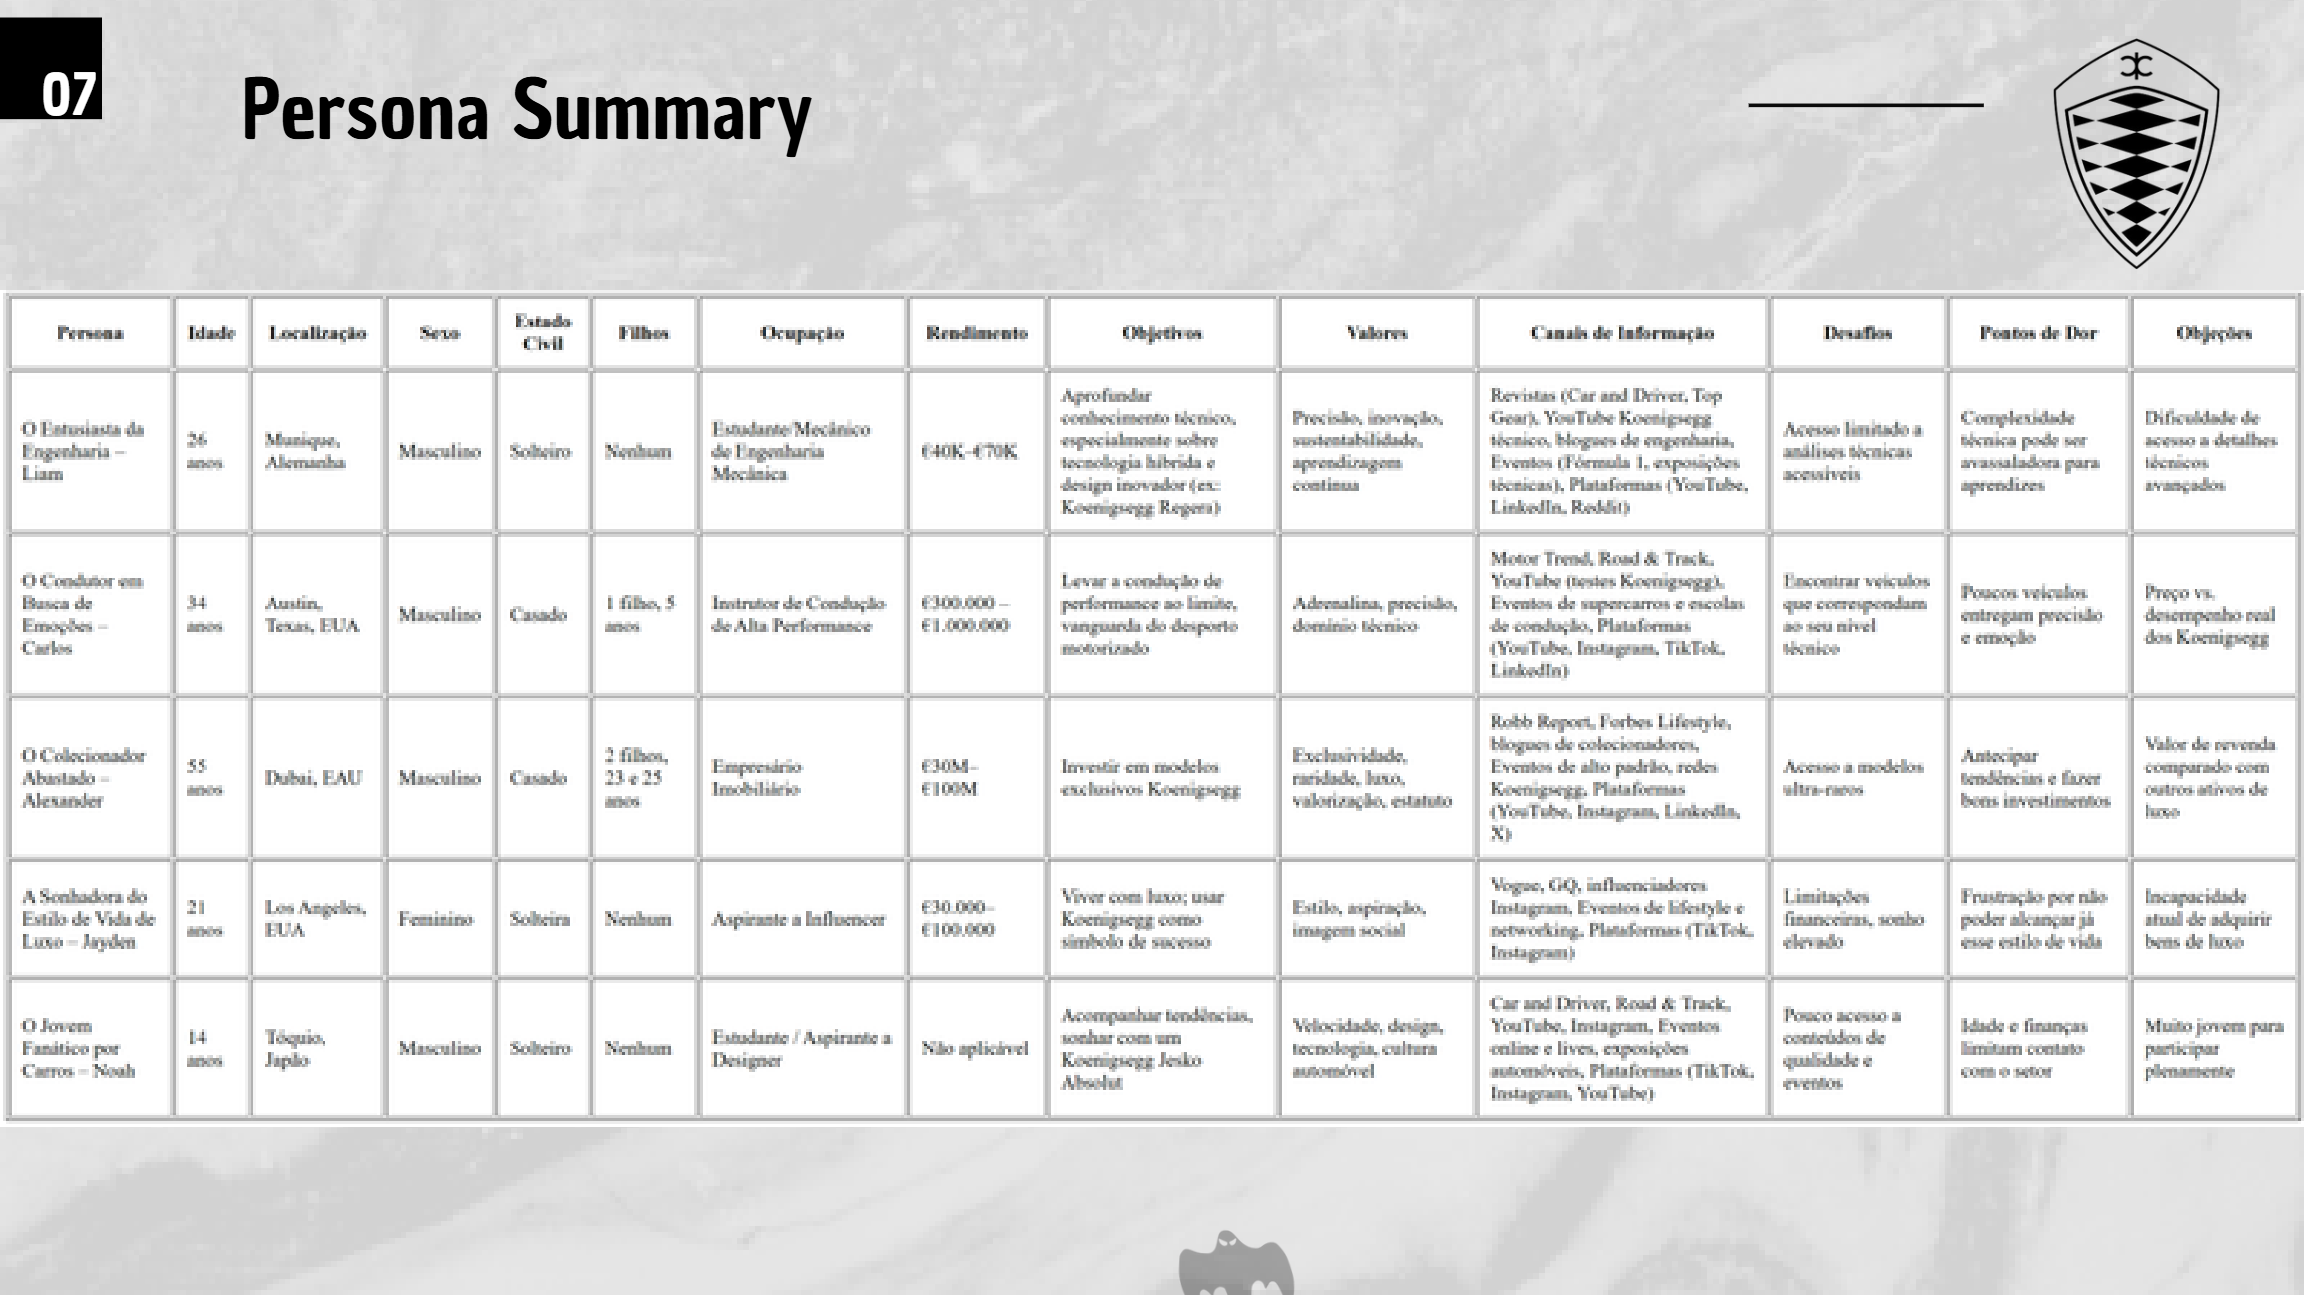 07
Persona Summary
Persona
Idade
Localização
Sexo
Estado
Civil
Filhos
Ocupação
Rendimento
Objetivos
Valores
Canais de Informação
Desafios
Pontos de Dor
Objeções
O Entusiasta da
Engenharia –
Liam
26
anos
Munique,
Alemanha
Masculino
Solteiro
Nenhum
Estudante/Mecânico
de Engenharia
Mecânica
€40K–€70K
Aprofundar
conhecimento técnico,
especialmente sobre
tecnologia híbrida e
design inovador (ex:
Koenigsegg Regera)
Precisão, inovação,
sustentabilidade,
aprendizagem
contínua
Revistas (Car and Driver, Top
Gear), YouTube Koenigsegg
técnico, blogues de engenharia,
Eventos (Fórmula 1, exposições
técnicas), Plataformas (YouTube,
LinkedIn, Reddit)
Acesso limitado a
análises técnicas
acessíveis
Complexidade
técnica pode ser
avassaladora para
aprendizes
Dificuldade de
acesso a detalhes
técnicos
avançados
O Condutor em
Busca de
Emoções –
Carlos
34
anos
Austin,
Texas, EUA
Masculino
Casado
1 filho, 5
anos
Instrutor de Condução
de Alta Performance
€300.000 –
€1.000.000
Levar a condução de
performance ao limite,
vanguarda do desporto
motorizado
Adrenalina, precisão,
domínio técnico
Motor Trend, Road & Track,
YouTube (testes Koenigsegg),
Eventos de supercarros e escolas
de condução, Plataformas
(YouTube, Instagram, TikTok,
LinkedIn)
Encontrar veículos
que correspondam
ao seu nível
técnico
Poucos veículos
entregam precisão
e emoção
Preço vs.
desempenho real
dos Koenigsegg
O Colecionador
Abastado –
Alexander
55
anos
Dubai, EAU
Masculino
Casado
2 filhos,
23 e 25
anos
Empresário
Imobiliário
€30M–
€100M
Investir em modelos
exclusivos Koenigsegg
Exclusividade,
raridade, luxo,
valorização, estatuto
Robb Report, Forbes Lifestyle,
blogues de colecionadores,
Eventos de alto padrão, redes
Koenigsegg, Plataformas
(YouTube, Instagram, LinkedIn,
X)
Acesso a modelos
ultra-raros
Antecipar
tendências e fazer
bons investimentos
Valor de revenda
comparado com
outros ativos de
luxo
A Sonhadora do
Estilo de Vida de
Luxo – Jayden
21
anos
Los Angeles,
EUA
Feminino
Solteira
Nenhum
Aspirante a Influencer
€30.000–
€100.000
Viver com luxo; usar
Koenigsegg como
símbolo de sucesso
Estilo, aspiração,
imagem social
Vogue, GQ, influenciadores
Instagram, Eventos de lifestyle e
networking, Plataformas (TikTok,
Instagram)
Limitações
financeiras, sonho
elevado
Frustração por não
poder alcançar já
esse estilo de vida
Incapacidade
atual de adquirir
bens de luxo
O Jovem
Fanático por
Carros – Noah
14
anos
Tóquio,
Japão
Masculino
Solteiro
Nenhum
Estudante / Aspirante a
Designer
Não aplicável
Acompanhar tendências,
sonhar com um
Koenigsegg Jesko
Absolut
Velocidade, design,
tecnologia, cultura
automóvel
Car and Driver, Road & Track,
YouTube, Instagram, Eventos
online e lives, exposições
automóveis, Plataformas (TikTok,
Instagram, YouTube)
Pouco acesso a
conteúdos de
qualidade e
eventos
Idade e finanças
limitam contato
com o setor
Muito jovem para
participar
plenamente